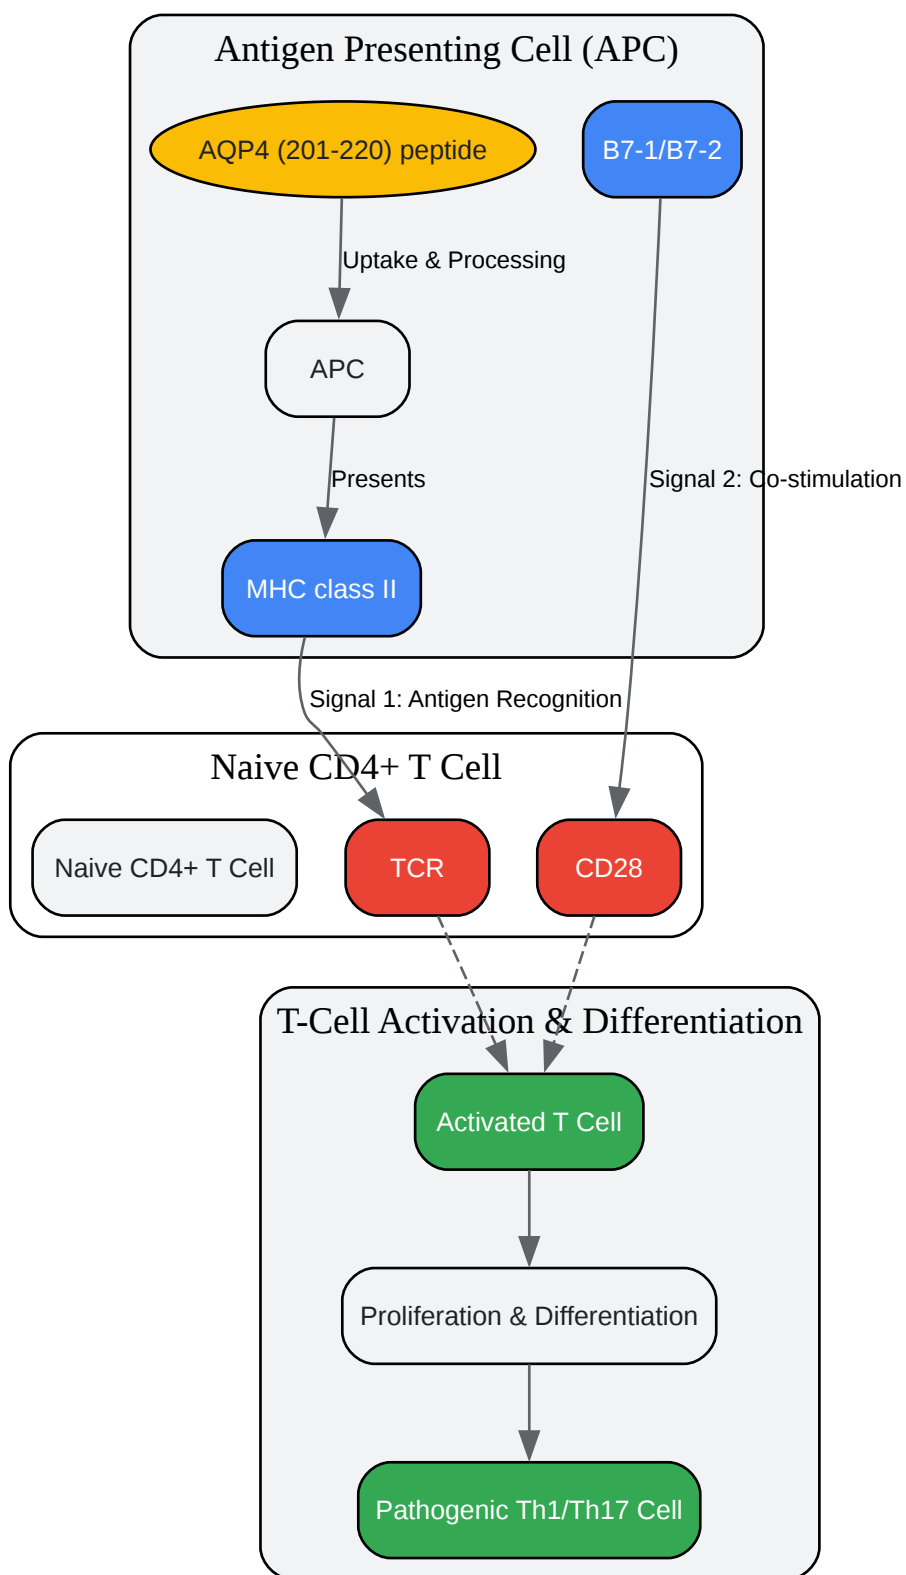 Antigen Presenting Cell (APC)
AQP4 (201-220) peptide
B7-1/B7-2
Uptake & Processing
APC
Presents
Signal 2: Co-stimulation
MHC class II
Signal 1: Antigen Recognition
Naive CD4+ T Cell
Naive CD4+ T Cell
TCR
CD28
T-Cell Activation & Differentiation
Activated T Cell
Proliferation & Differentiation
Pathogenic Th1/Th17 Cell